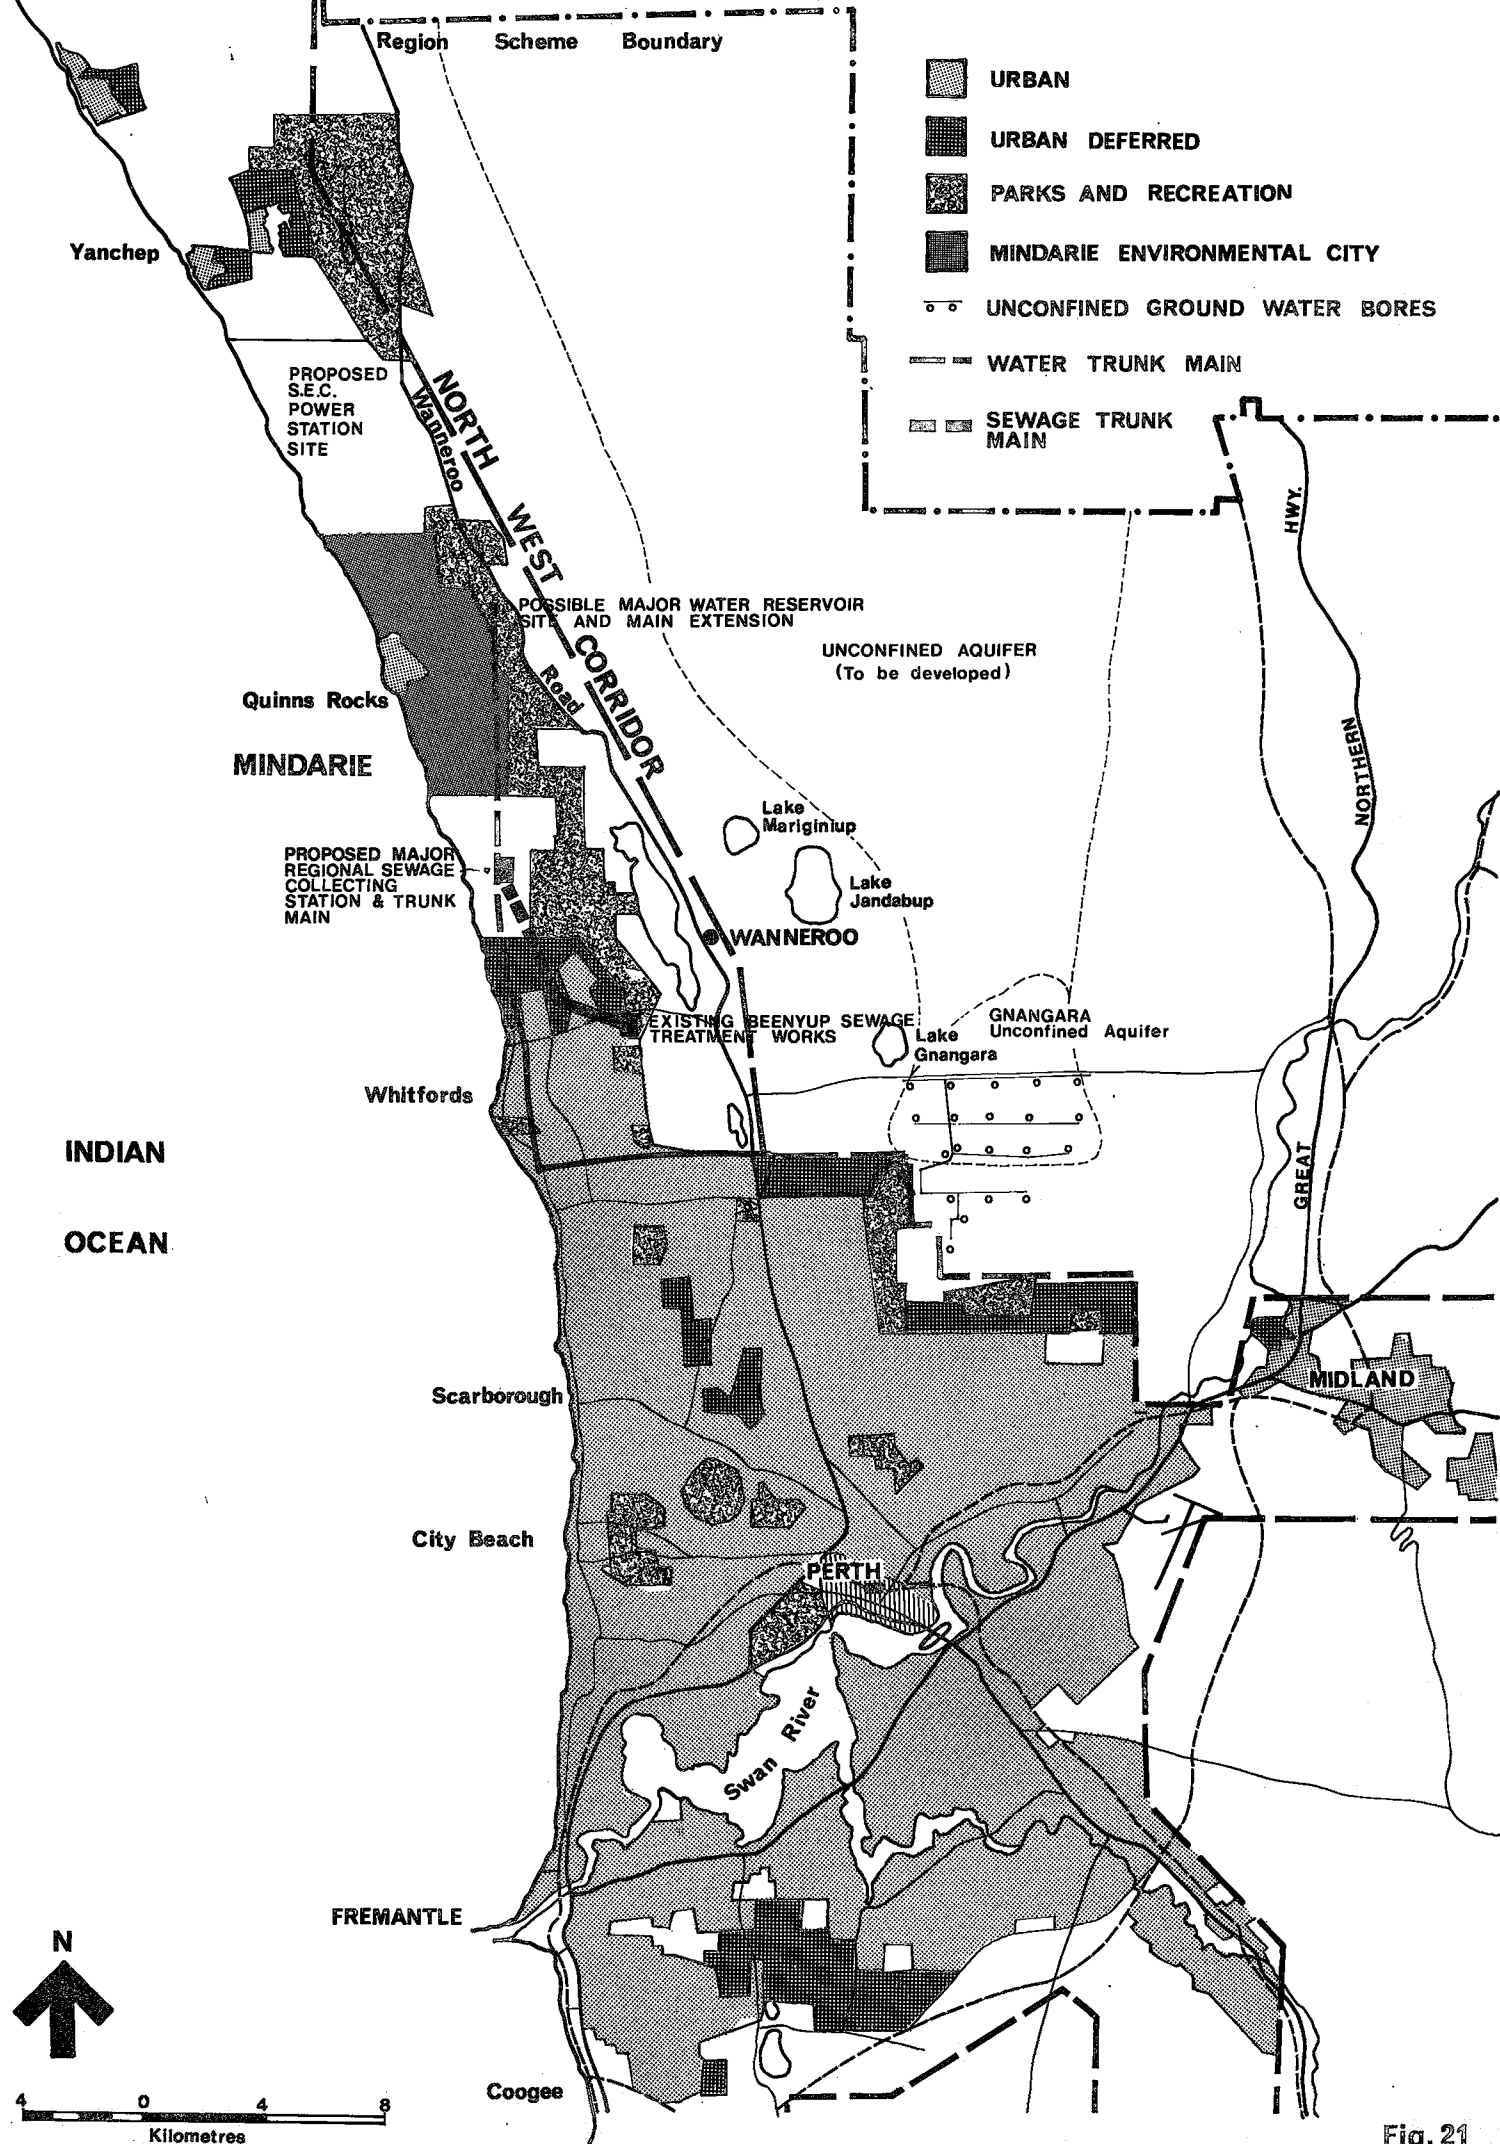 Region Scheme Boundary
URBAN
URBAN DEFERRED
PARKS AND RECREATION
MINDARIE ENVIRONMENTAL CITY
UNCONFINED GROUND WATER BORES
WATER TRUNK MAIN
SEWAGE TRUNK
MAIN
Yanchep
PROPOSED
S.E.C.
POWER
STATION
SITE
NORTH WEST CORRIDOR
Wanneroo Road
HWY.
NORTHERN
GREAT
POSSIBLE MAJOR WATER RESERVOIR
SITE AND MAIN EXTENSION
UNCONFINED AQUIFER
(To be developed)
Quinns Rocks
MINDARIE
Lake
Mariginiup
PROPOSED MAJOR
REGIONAL SEWAGE
COLLECTING
STATION & TRUNK
MAIN
Lake
Jandabup
WANNEROO
EXISTING BEENYUP SEWAGE
TREATMENT WORKS
GNANGARA
Unconfined Aquifer
Lake
Gnangara
Whitfords
INDIAN
OCEAN
MIDLAND
Scarborough
City Beach
PERTH
Swan River
FREMANTLE
N
Coogee
4 0 4 8
Kilometres
Fig. 21